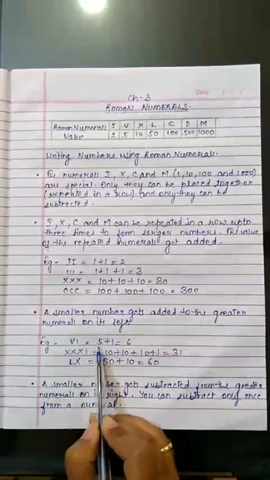 Ch-3
ROMAN NUMERALS.
Roman Numerals I V X L C D M
Value 1 5 10 50 100 500 1000
Writing Numbers using Roman Numerals.
• The numerals I, X, C and M (1, 10, 100 and 1000)
are special. Only they can be placed together
(repeated in a row) and only they can be
subtracted.
• I, X, C and M can be repeated in a row upto
three times to form larger numbers. The value
of the repeated numerals get added.
Eg - II = 1+1 = 2
III = 1+1+1 = 3
XXX = 10+10+10 = 30
CCC = 100+100+100 = 300
• A smaller number gets added to the greater
numeral on its left
Eg - VI = 5+1 = 6
XXXI = 10+10+10+1 = 31
LX = 50+10 = 60
• A smaller number gets subtracted from the greater
numeral on its right. You can subtract only once
from a numeral.